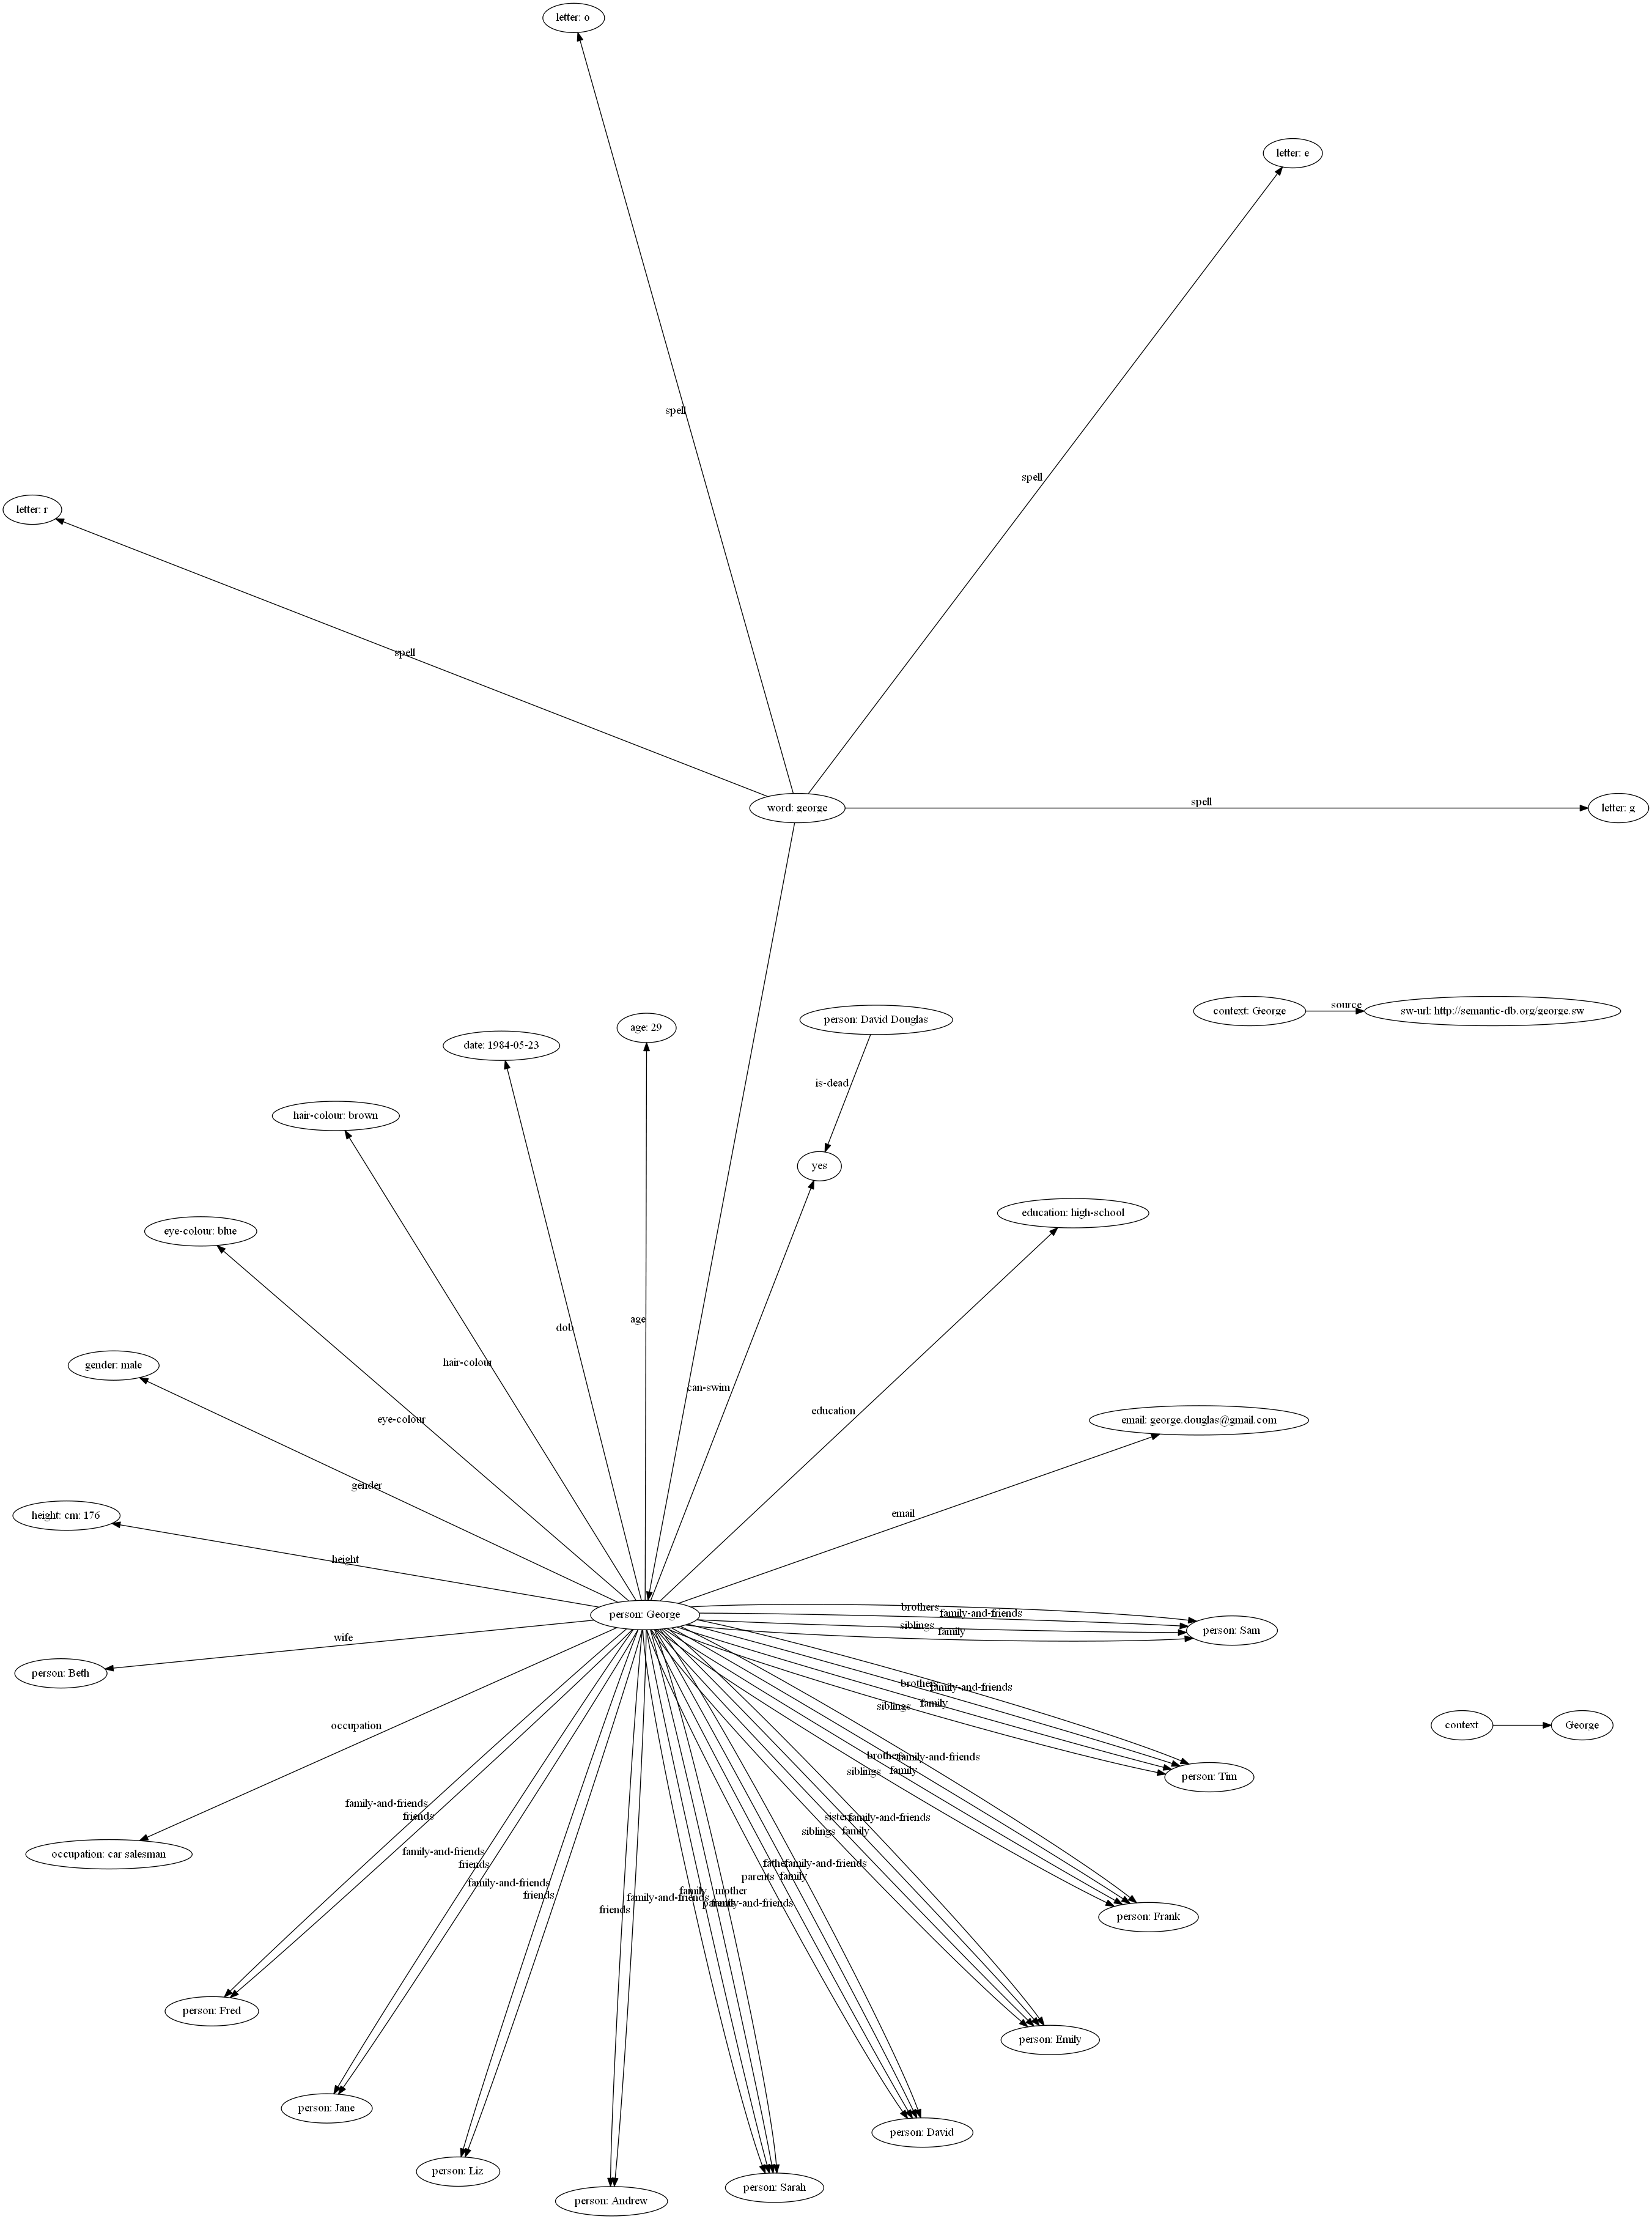 letter: o
letter: e
spell
spell
letter: r
spell
word: george
spell
letter: g
context: George
source
sw-url: http://semantic-db.org/george.sw
person: David Douglas
age: 29
date: 1984-05-23
is-dead
hair-colour: brown
yes
education: high-school
eye-colour: blue
age
dob
gender: male
hair-colour
can-swim
education
eye-colour
email: george.douglas@gmail.com
gender
height: cm: 176
email
height
person: George
brothers
family-and-friends
siblings
family
person: Sam
wife
person: Beth
brothers
family-and-friends
siblings
family
occupation
context
George
brothers
family-and-friends
siblings
family
person: Tim
family-and-friends
friends
sisters
family-and-friends
siblings
family
occupation: car salesman
family-and-friends
friends
father
family-and-friends
parents
family
family-and-friends
friends
family-and-friends
friends
family
mother
parents
family-and-friends
person: Frank
person: Fred
person: Emily
person: Jane
person: David
person: Liz
person: Sarah
person: Andrew